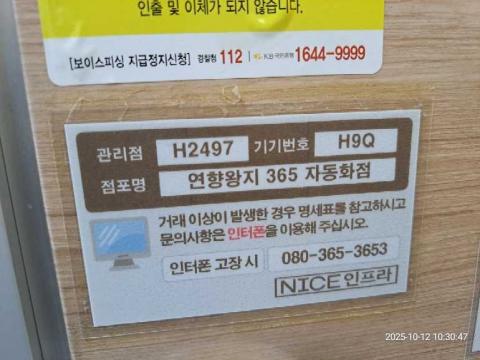 인출 및 이체가 되지 않습니다.
[보이스피싱 지급정지신청] 경찰청 112 | KB국민은행 1644-9999
관리점 H2497 기기번호 H9Q
점포명 연향왕지 365 자동화점
거래 이상이 발생한 경우 명세표를 참고하시고
문의사항은 인터폰을 이용해 주십시오.
인터폰 고장 시 080-365-3653
NICE인프라
2025-10-12 10:30:47